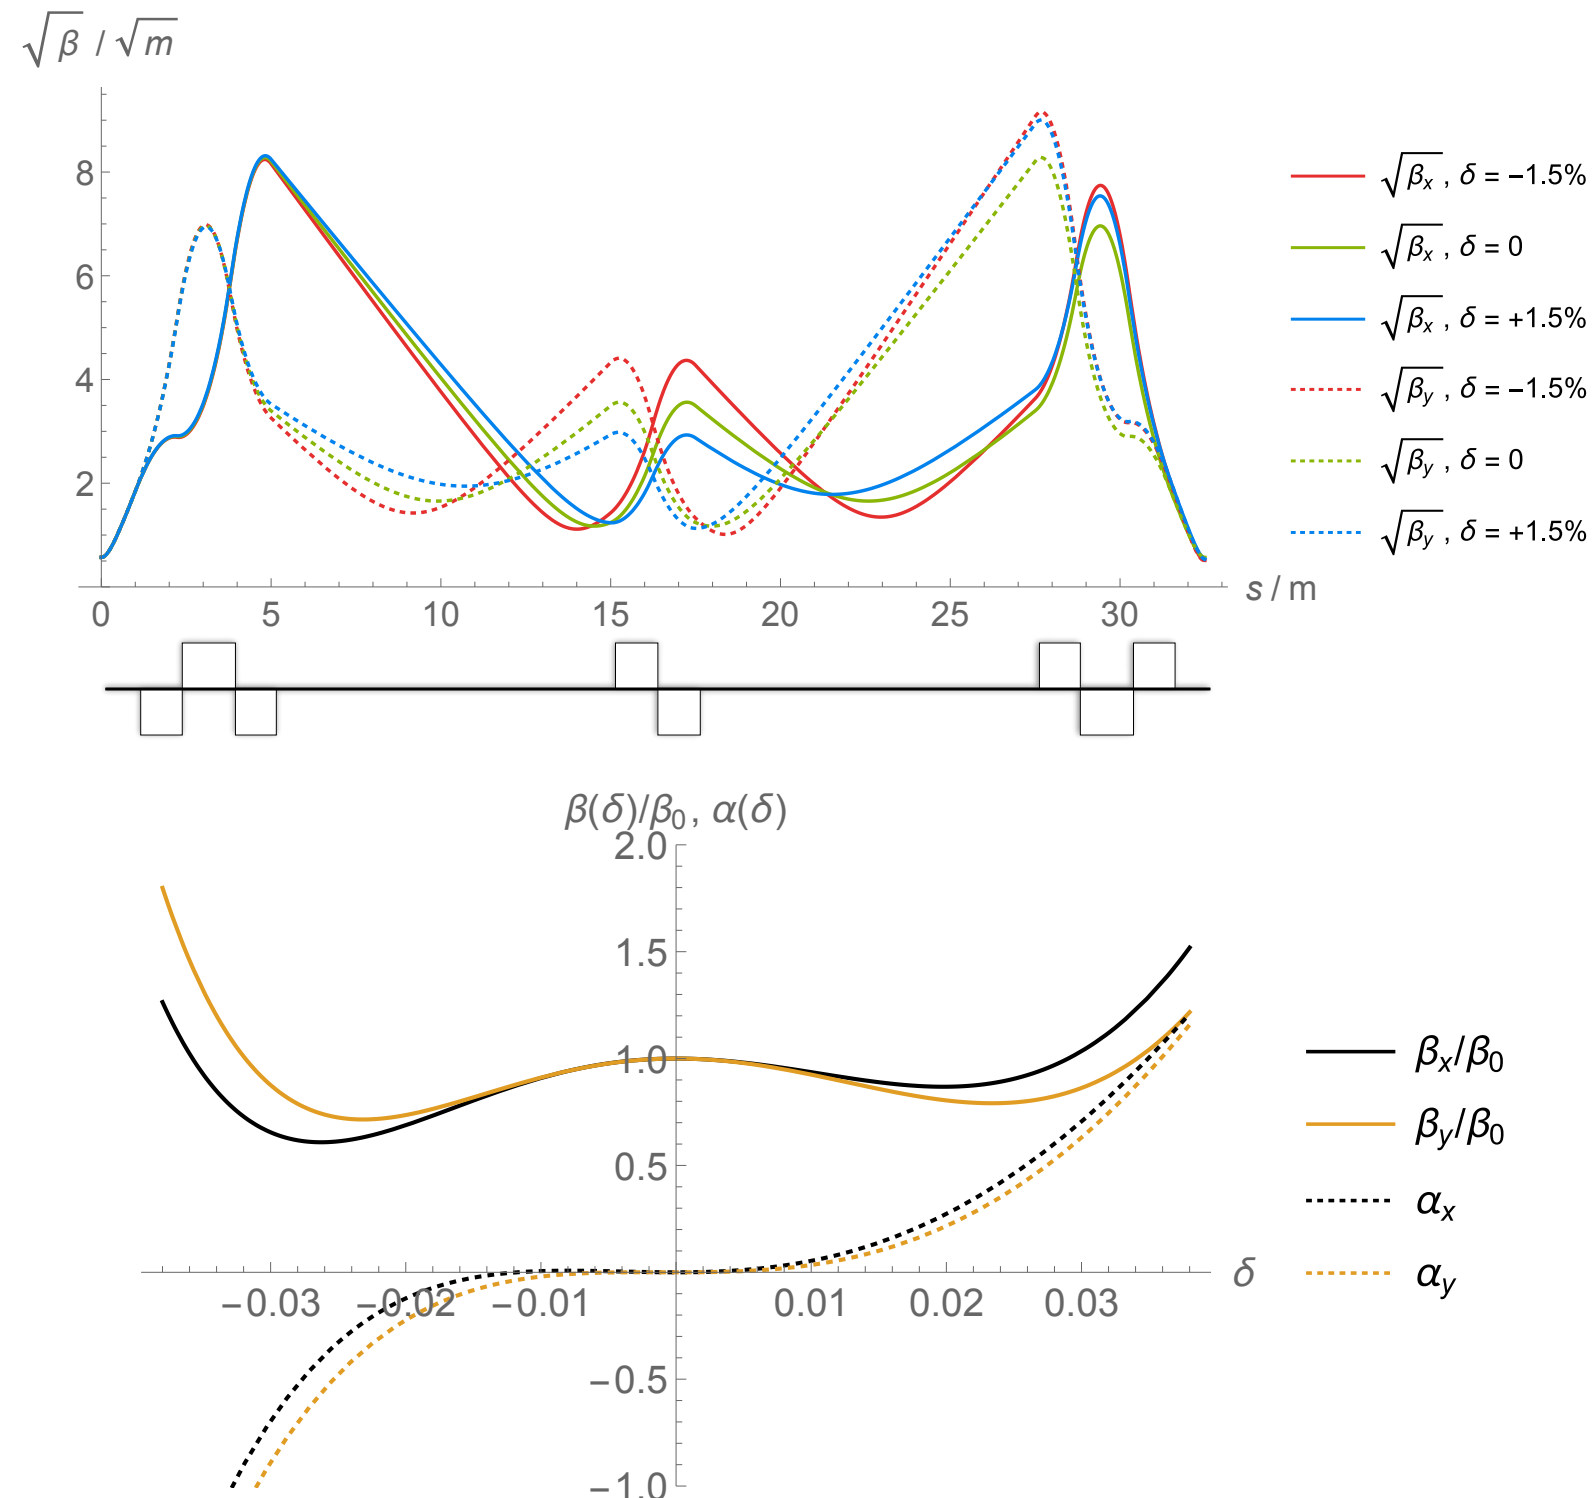 √β / √m
8
6
4
2
0 5 10 15 20 25 30
s / m
√βx , δ = −1.5%
√βx , δ = 0
√βx , δ = +1.5%
√βy , δ = −1.5%
√βy , δ = 0
√βy , δ = +1.5%
β(δ)/β0, α(δ)
2.0
1.5
1.0
0.5
−0.03 −0.02 −0.01 0.01 0.02 0.03
δ
−0.5
−1.0
βx/β0
βy/β0
αx
αy